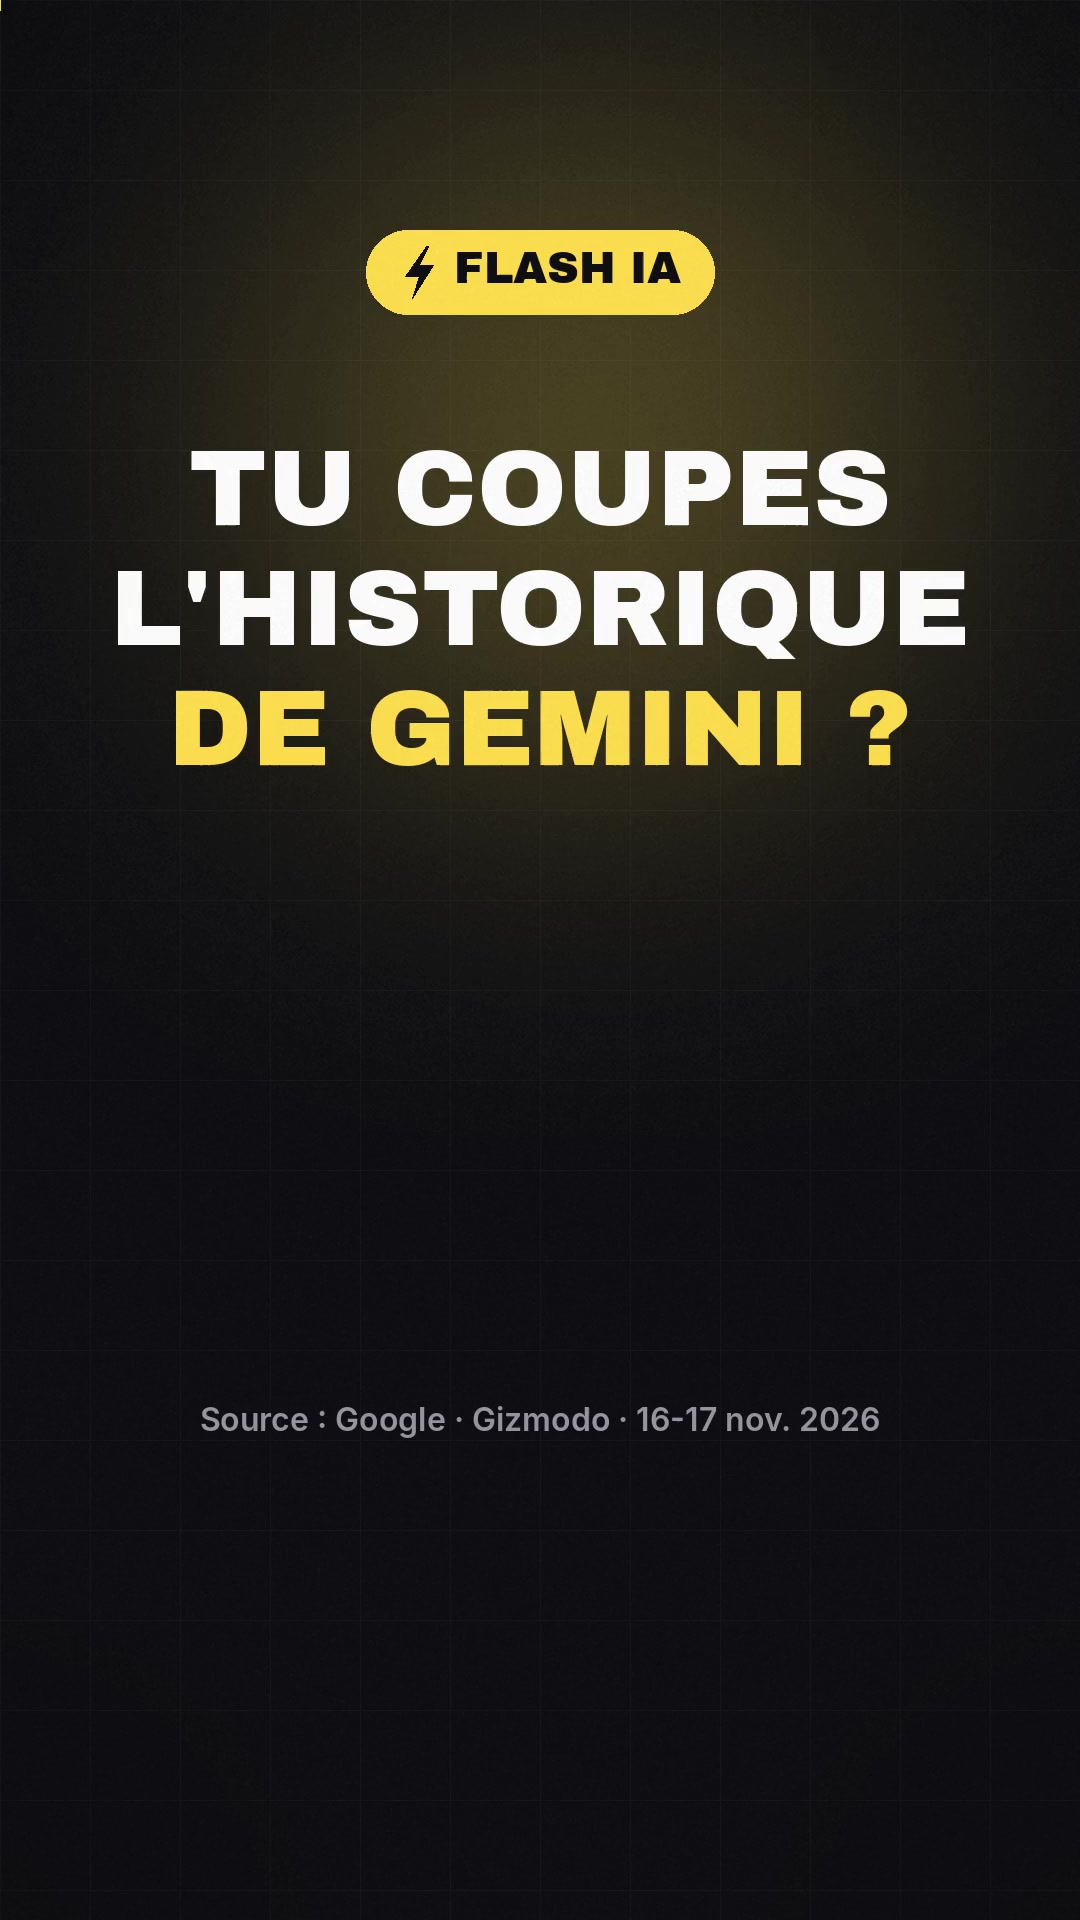 FLASH IA
TU COUPES
L'HISTORIQUE
DE GEMINI ?
Source : Google · Gizmodo · 16-17 nov. 2026